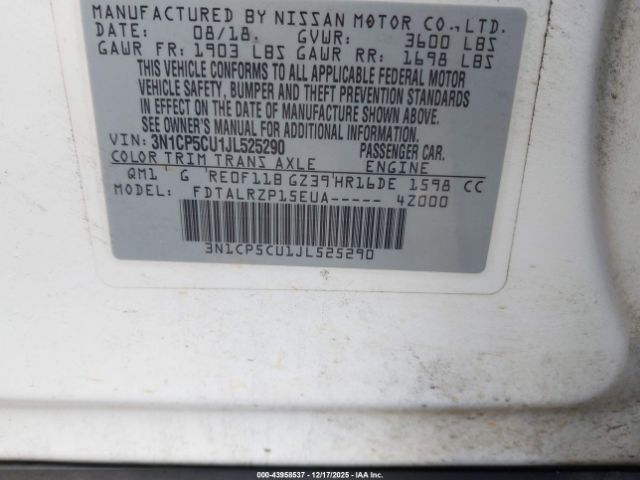 MANUFACTURED BY NISSAN MOTOR CO., LTD.
DATE: 08/18. GVWR: 3600 LBS
GAWR FR: 1903 LBS GAWR RR: 1698 LBS
THIS VEHICLE CONFORMS TO ALL APPLICABLE FEDERAL MOTOR
VEHICLE SAFETY, BUMPER AND THEFT PREVENTION STANDARDS
IN EFFECT ON THE DATE OF MANUFACTURE SHOWN ABOVE.
SEE OWNER'S MANUAL FOR ADDITIONAL INFORMATION.
VIN: 3N1CP5CU1JL525290 PASSENGER CAR.
COLOR TRIM TRANS AXLE ENGINE
QM1 G RE0F11B GZ39 HR16DE 1598 CC
MODEL: FDTALRZP15EUA----- 4Z000
3N1CP5CU1JL525290
000-43958537 - 12/17/2025 - IAA Inc.